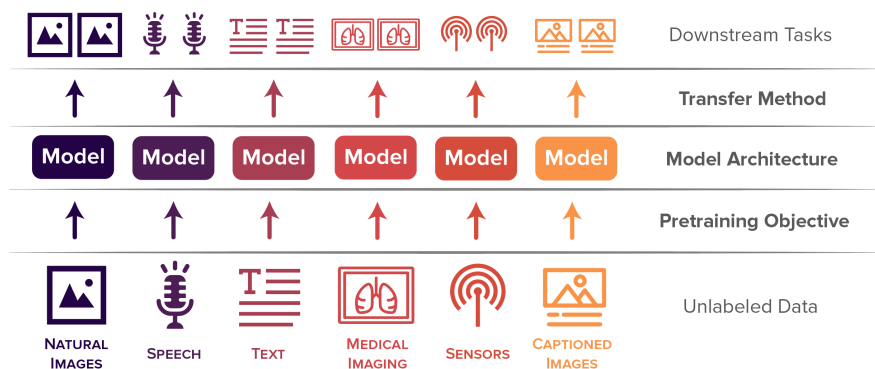 Downstream Tasks
Transfer Method
Model Model Model Model Model Model Model Architecture
Pretraining Objective
Unlabeled Data
NATURAL IMAGES
SPEECH
TEXT
MEDICAL IMAGING
SENSORS
CAPTIONED IMAGES